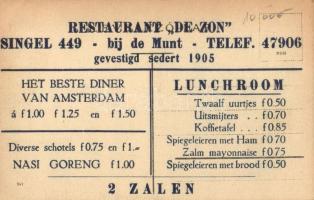 RESTAURANT „DE ZON”
SINGEL 449 - bij de Munt - TELEF. 47906
gevestigd sedert 1905
HET BESTE DINER
VAN AMSTERDAM
á f 1.00 f 1.25 en f 1.50
Diverse schotels f 0.75 en f 1.=
NASI GORENG f 1.00
LUNCHROOM
Twaalf uurtjes f 0.50
Uitsmijters . . f 0.70
Koffietafel . . f 0.85
Spiegeleieren met Ham f 0.70
Zalm mayonnaise f 0.75
Spiegeleieren met brood f 0.50
2 ZALEN